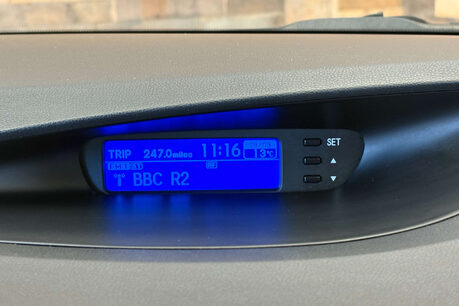 TRIP 247.0miles 11:16 13°C
BBC R2
SET